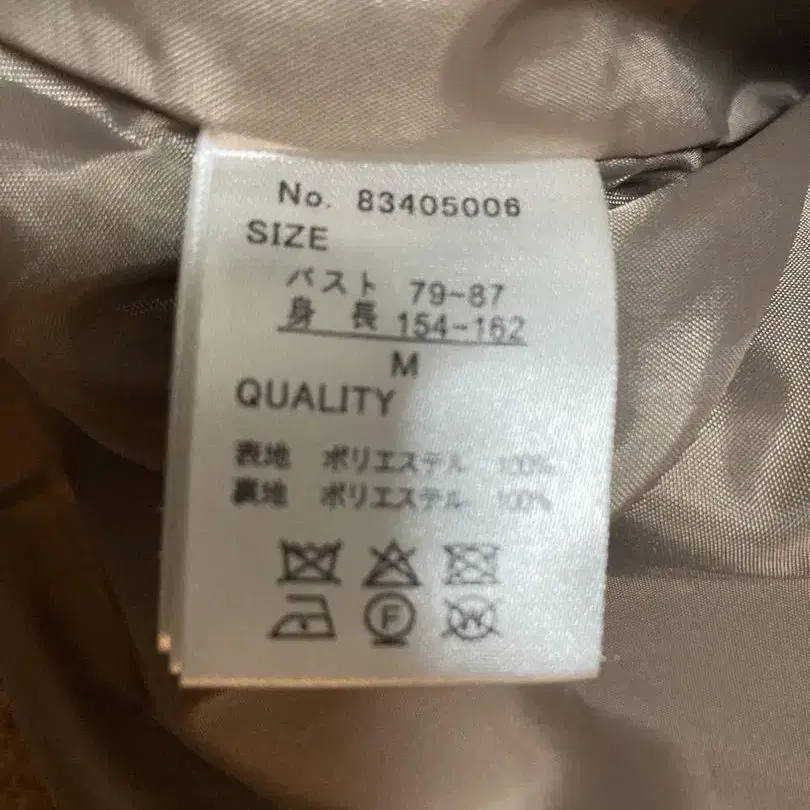 No. 83405006
SIZE
バスト 79-87
身 長 154-162
M
QUALITY
表地 ポリエステル 100%
裏地 ポリエステル 100%
F
W